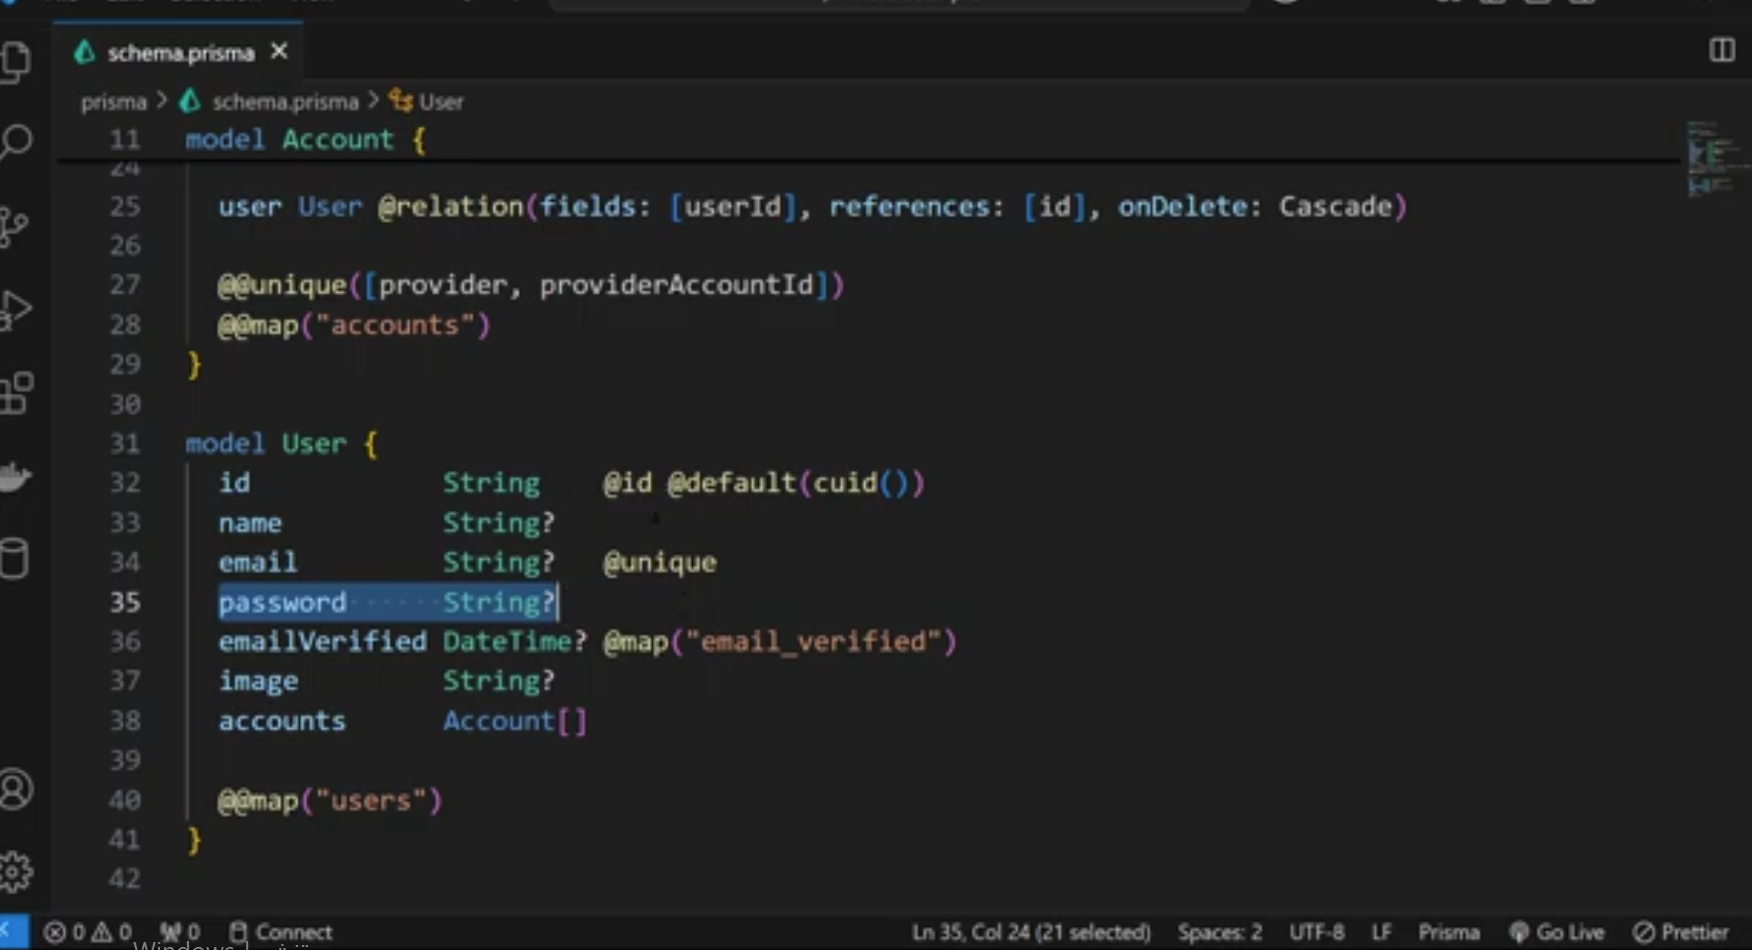 schema.prisma
prisma > schema.prisma > User
11 model Account {
24
25 user User @relation(fields: [userId], references: [id], onDelete: Cascade)
26
27 @@unique([provider, providerAccountId])
28 @@map("accounts")
29 }
30
31 model User {
32 id String @id @default(cuid())
33 name String?
34 email String? @unique
35 password String?
36 emailVerified DateTime? @map("email_verified")
37 image String?
38 accounts Account[]
39
40 @@map("users")
41 }
42
0 0 0 Connect Ln 35, Col 24 (21 selected) Spaces: 2 UTF-8 LF Prisma Go Live Prettier
Windows